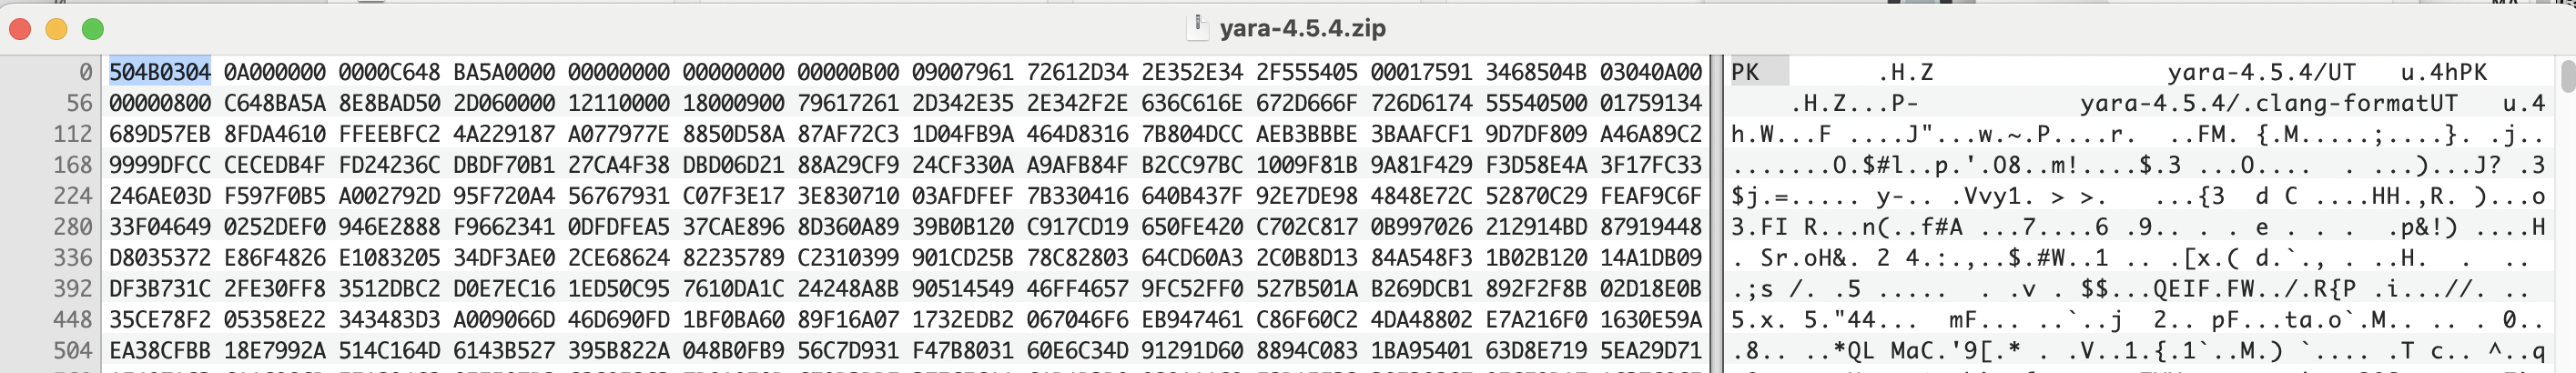 yara-4.5.4.zip
0 504B0304 0A000000 0000C648 BA5A0000 00000000 00000000 00000B00 09007961 72612D34 2E352E34 2F555405 00017591 3468504B 03040A00 PK .H.Z yara-4.5.4/UT u.4hPK
56 00000800 C648BA5A 8E8BAD50 2D060000 12110000 18000900 79617261 2D342E35 2E342F2E 636C616E 672D666F 726D6174 55540500 01759134 .H.Z...P- yara-4.5.4/.clang-formatUT u.4
112 689D57EB 8FDA4610 FFEEBFC2 4A229187 A077977E 8850D58A 87AF72C3 1D04FB9A 464D8316 7B804DCC AEB3BBBE 3BAAFCF1 9D7DF809 A46A89C2 h.W...F ....J"...w.~.P....r. ..FM. {.M.....;....}. .j..
168 9999DFCC CECEDB4F FD24236C DBDF70B1 27CA4F38 DBD06D21 88A29CF9 24CF330A A9AFB84F B2CC97BC 1009F81B 9A81F429 F3D58E4A 3F17FC33 .......O.$#l..p.'.O8..m!....$.3 ...O.... . ...)...J? .3
224 246AE03D F597F0B5 A002792D 95F720A4 56767931 C07F3E17 3E830710 03AFDFEF 7B330416 640B437F 92E7DE98 4848E72C 52870C29 FEAF9C6F $j.=..... y-.. .Vvy1. > >. ...{3 d C ....HH.,R. )...o
280 33F04649 0252DEF0 946E2888 F9662341 0DFDFEA5 37CAE896 8D360A89 39B0B120 C917CD19 650FE420 C702C817 0B997026 212914BD 87919448 3.FI R...n(..f#A ...7....6 .9.. . . e . . . .p&!) ....H
336 D8035372 E86F4826 E1083205 34DF3AE0 2CE68624 82235789 C2310399 901CD25B 78C82803 64CD60A3 2C0B8D13 84A548F3 1B02B120 14A1DB09 . Sr.oH&. 2 4.:.,..$.#W..1 .. .[x.( d.`., . ..H. . ..
392 DF3B731C 2FE30FF8 3512DBC2 D0E7EC16 1ED50C95 7610DA1C 24248A8B 90514549 46FF4657 9FC52FF0 527B501A B269DCB1 892F2F8B 02D18E0B .;s /. .5 ..... . .v . $$...QEIF.FW../.R{P .i...//. ..
448 35CE78F2 05358E22 343483D3 A009066D 46D690FD 1BF0BA60 89F16A07 1732EDB2 067046F6 EB947461 C86F60C2 4DA48802 E7A216F0 1630E59A 5.x. 5."44... mF... ..`..j 2.. pF...ta.o`.M.. .. . 0..
504 EA38CFBB 18E7992A 514C164D 6143B527 395B822A 048B0FB9 56C7D931 F47B8031 60E6C34D 91291D60 8894C083 1BA95401 63D8E719 5EA29D71 .8.. ..*QL MaC.'9[.* . .V..1.{.1`..M.) `.... .T c.. ^..q